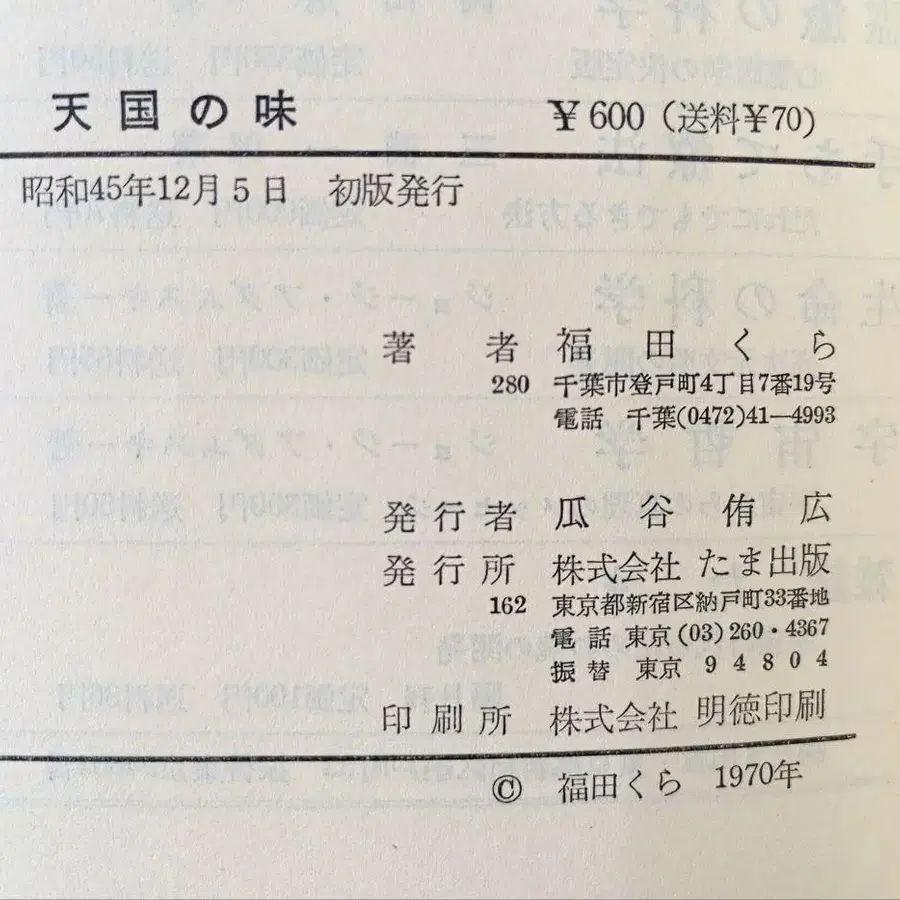 天国の味 ¥600（送料¥70）
昭和45年12月5日 初版発行
著者 福田くら
280 千葉市登戸町4丁目7番19号
電話 千葉(0472)41―4993
発行者 瓜谷侑広
発行所 株式会社 たま出版
162 東京都新宿区納戸町33番地
電話 東京(03)260・4367
振替 東京 94804
印刷所 株式会社 明徳印刷
© 福田くら 1970年